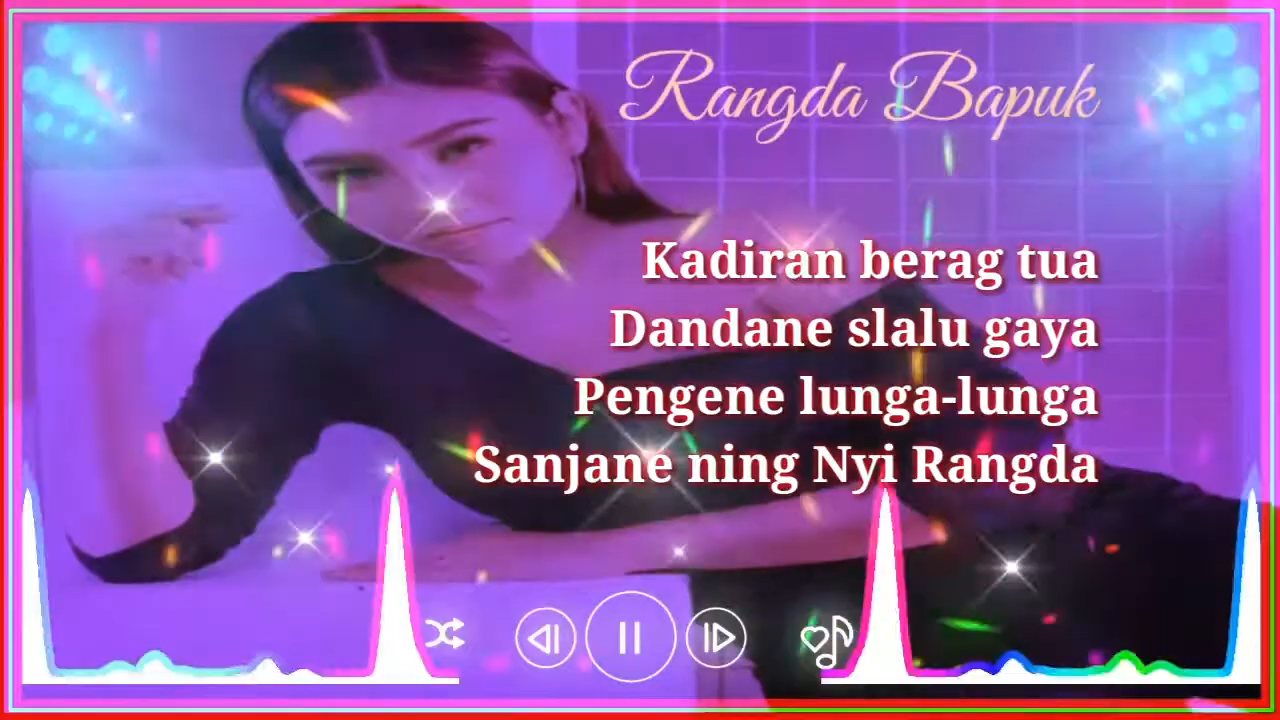 Rangda Bapuk
Kadiran berag tua
Dandane slalu gaya
Pengene lunga-lunga
Sanjane ning Nyi Rangda